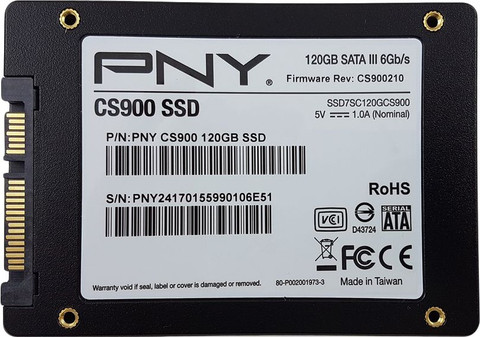 PNY®
120GB SATA III 6Gb/s
Firmware Rev: CS900210
CS900 SSD
SSD7SC120GCS900
5V 1.0A (Nominal)
P/N:PNY CS900 120GB SSD
S/N: PNY24170155990106E51
RoHS
VCI
D43724
SERIAL
ATA
FC CE
Made in Taiwan
Warranty void if seal, label or cover is damaged or removed.
80-P002001973-3